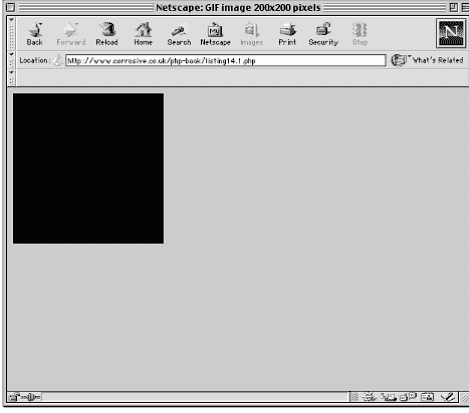 Netscape: GIF image 200x200 pixels
Back Forward Reload Home Search Netscape Images Print Security Stop
N
Location: http://www.corrosive.co.uk/php-book/listing14.1.php What's Related